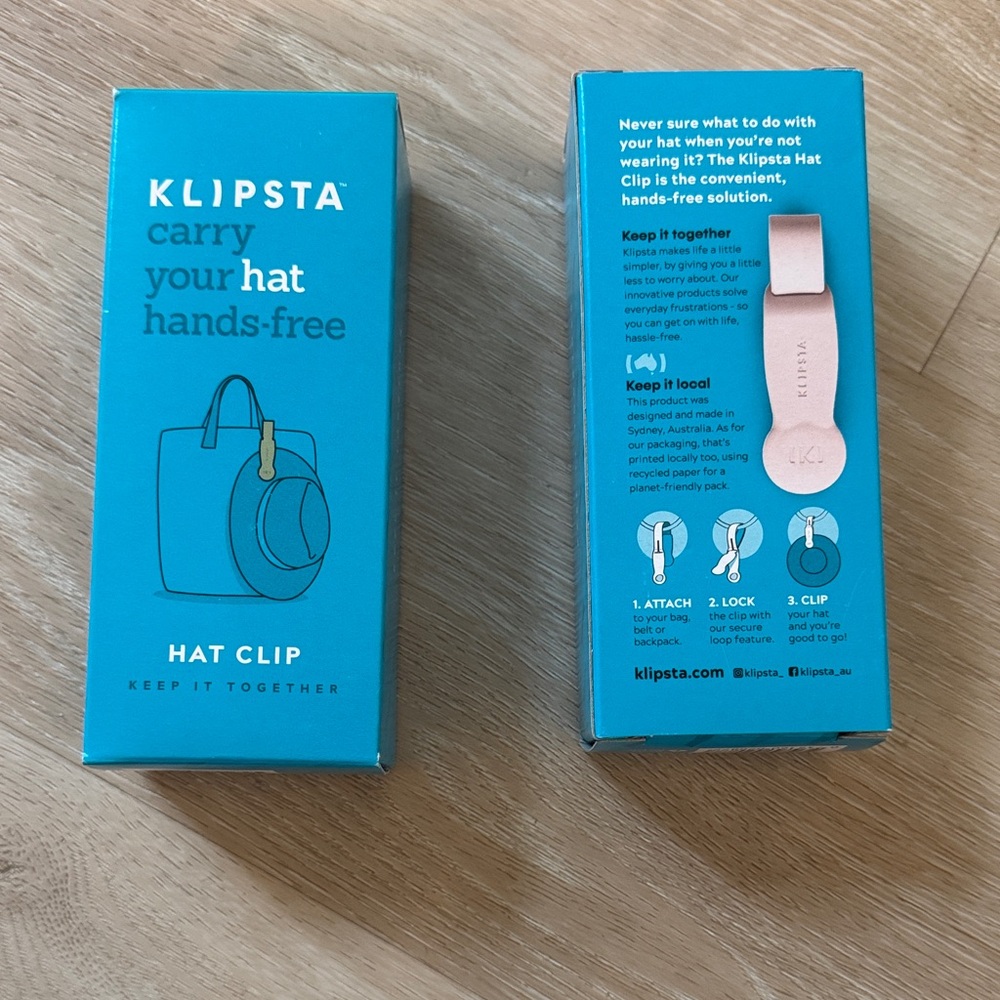 KLIPSTA™
carry
your hat
hands-free
HAT CLIP
KEEP IT TOGETHER
Never sure what to do with
your hat when you're not
wearing it? The Klipsta Hat
Clip is the convenient,
hands-free solution.
Keep it together
Klipsta makes life a little
simpler, by giving you a little
less to worry about. Our
innovative products solve
everyday frustrations - so
you can get on with life,
hassle-free.
Keep it local
This product was
designed and made in
Sydney, Australia. As for
our packaging, that's
printed locally too, using
recycled paper for a
planet-friendly pack.
KLIPSTA
(K)
1. ATTACH
to your bag,
belt or
backpack.
2. LOCK
the clip with
our secure
loop feature.
3. CLIP
your hat
and you're
good to go!
klipsta.com klipsta_ klipsta_au